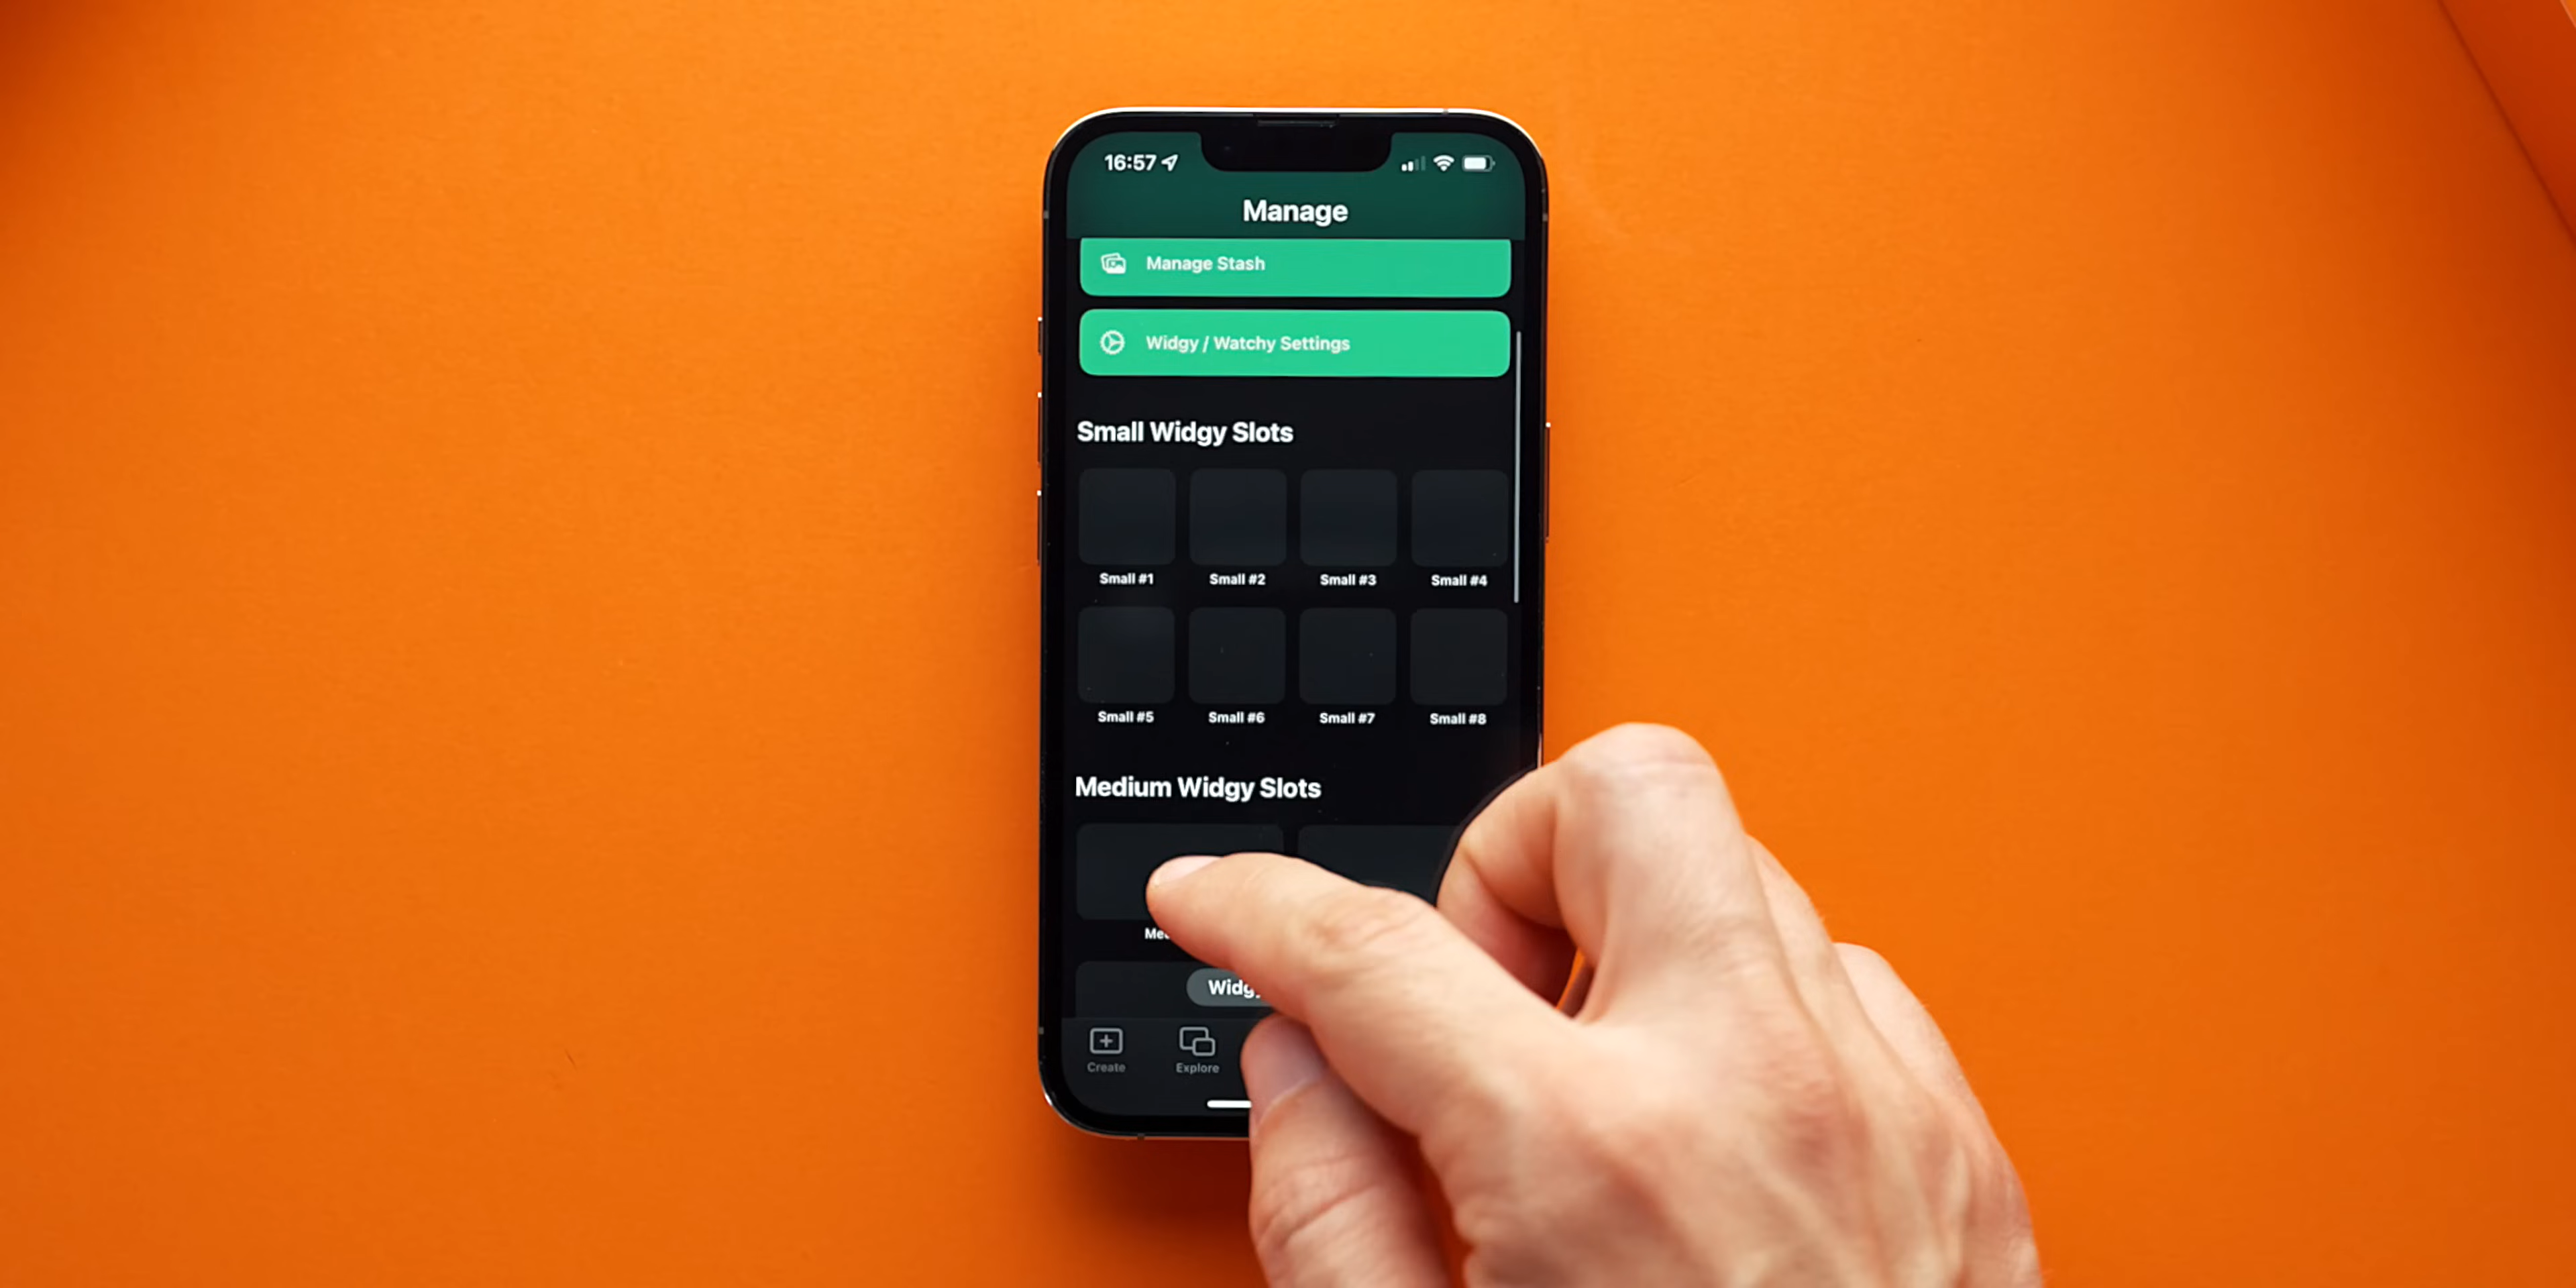 16:57
Manage
Manage Stash
Widgy / Watchy Settings
Small Widgy Slots
Small #1 Small #2 Small #3 Small #4
Small #5 Small #6 Small #7 Small #8
Medium Widgy Slots
Create Explore